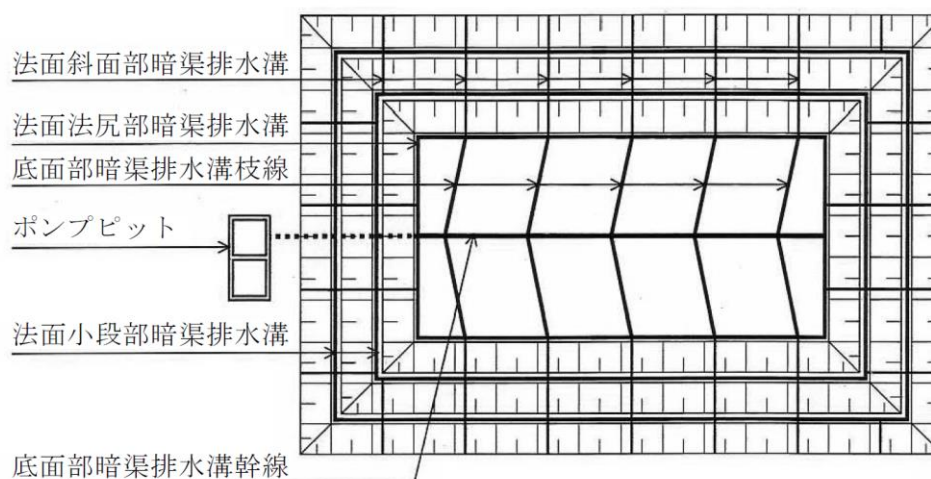 法面斜面部暗渠排水溝
法面法尻部暗渠排水溝
底面部暗渠排水溝枝線
ポンプピット
法面小段部暗渠排水溝
底面部暗渠排水溝幹線